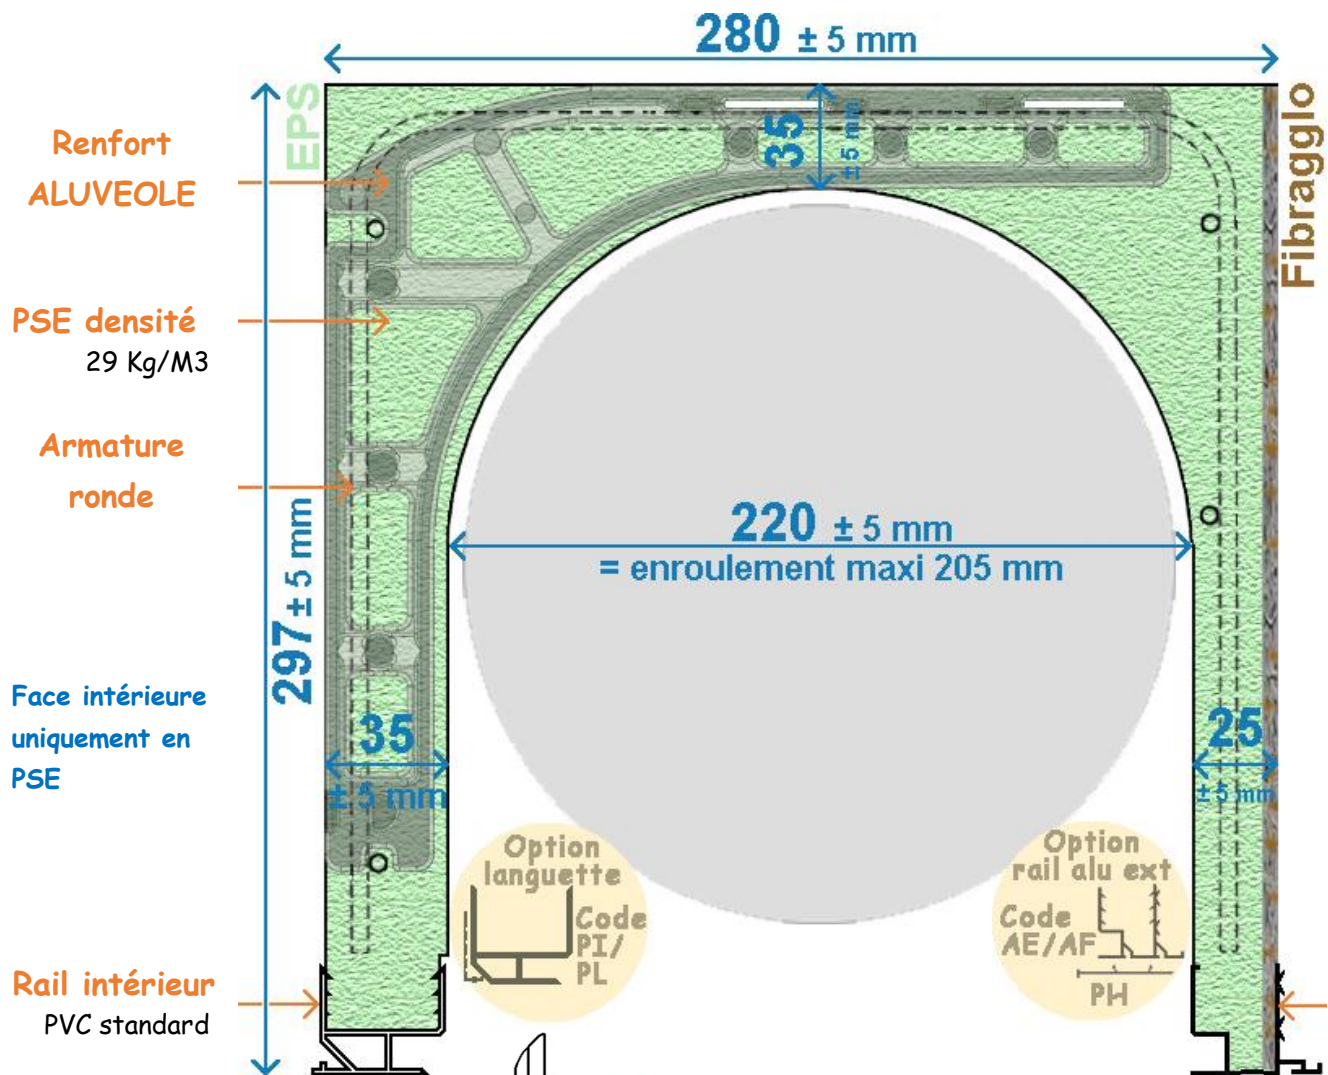 280 ± 5 mm
EPS
Fibragglo
Renfort
ALUVEOLE
35
± 5 mm
PSE densité
29 Kg/M3
Armature
ronde
220 ± 5 mm
= enroulement maxi 205 mm
297 ± 5 mm
Face intérieure
uniquement en
PSE
35
± 5 mm
25
± 5 mm
Option
languette
Code
PI/
PL
Option
rail alu ext
Code
AE/AF
PH
Rail intérieur
PVC standard